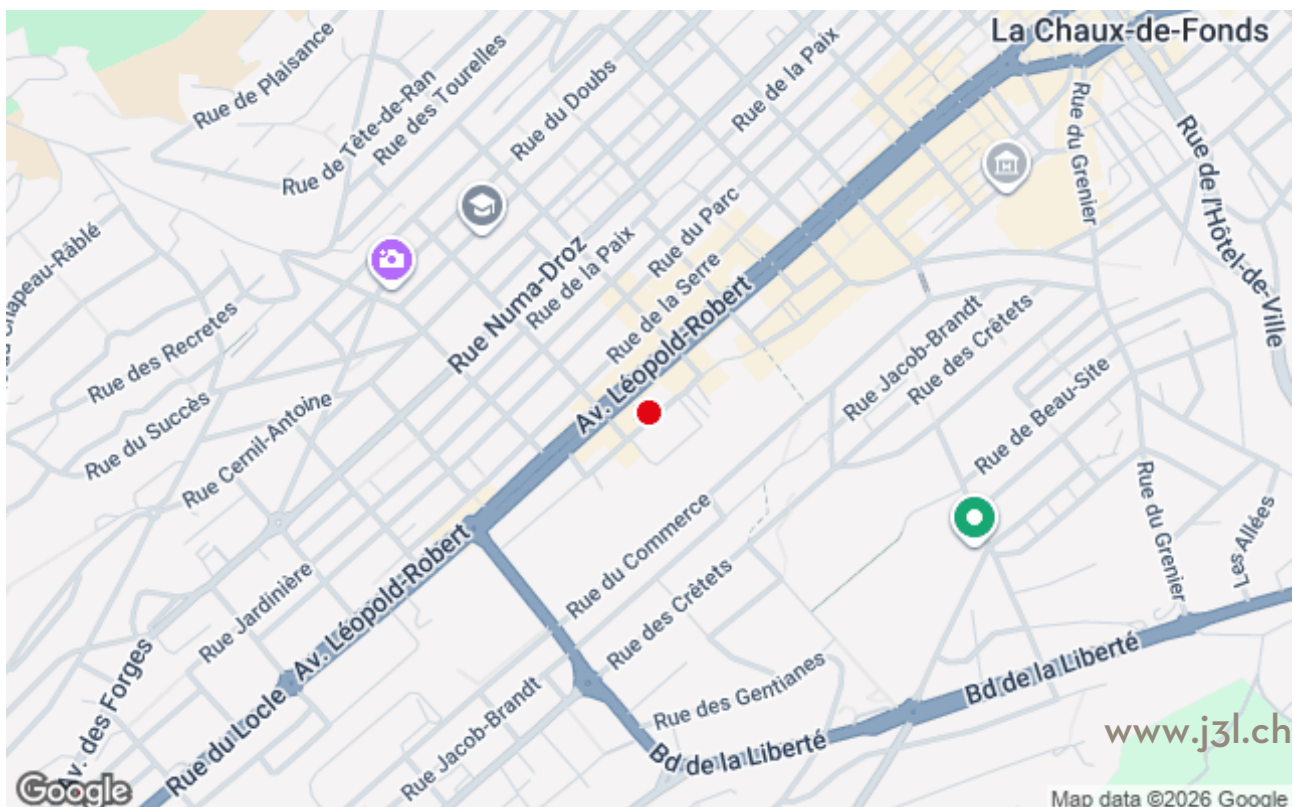 La Chaux-de-Fonds
Rue de Plaisance
Rue de Tête-de-Ran
Rue des Tourelles
Rue du Doubs
Rue de la Paix
Rue du Grenier
Rue de l'Hôtel-de-Ville
Chapeau-Râblé
Rue Numa-Droz
Rue de la Paix
Rue du Parc
Rue de la Serre
Av. Léopold-Robert
Rue des Recretes
Rue du Succès
Rue Cernil-Antoine
Rue Jacob-Brandt
Rue des Crêtets
Rue de Beau-Site
Rue du Grenier
Les Allées
Rue du Commerce
Rue des Crêtets
Rue Jardinière
Av. Léopold-Robert
Av. des Forges
Rue du Locle
Rue Jacob-Brandt
Rue des Gentianes
Bd de la Liberté
Bd de la Liberté
www.j3l.ch
Google
Map data ©2026 Google